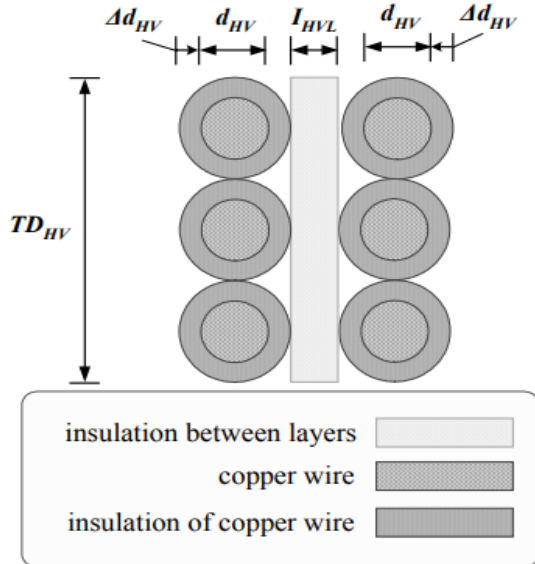 Δd_HV d_HV I_HVL d_HV Δd_HV
TD_HV
insulation between layers
copper wire
insulation of copper wire